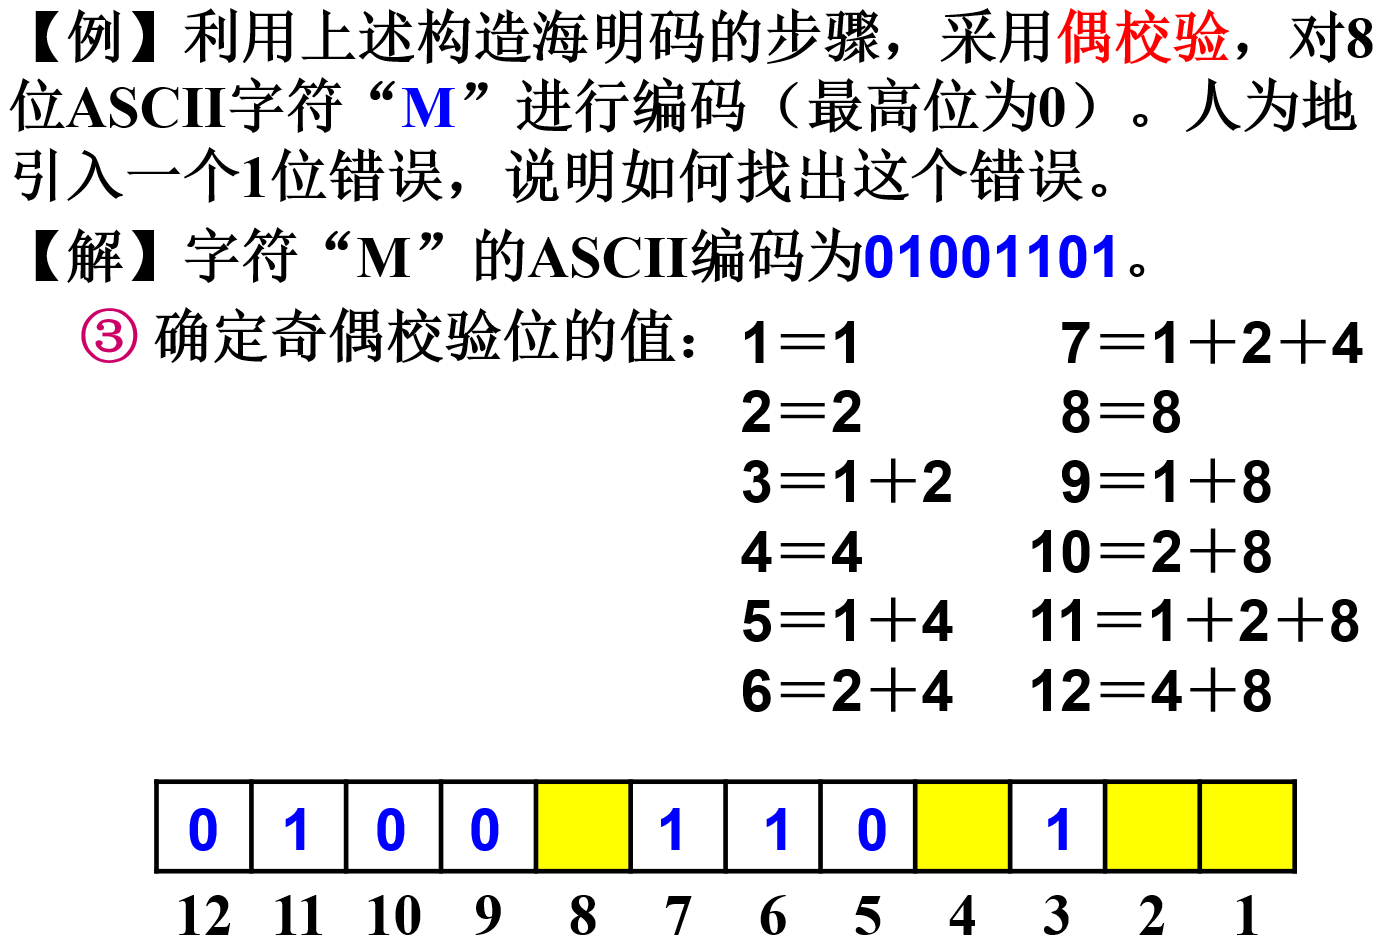 【例】利用上述构造海明码的步骤，采用偶校验，对8
位ASCII字符“M”进行编码（最高位为0）。人为地
引入一个1位错误，说明如何找出这个错误。
【解】字符“M”的ASCII编码为01001101。
③ 确定奇偶校验位的值： 1＝1 7＝1＋2＋4
2＝2 8＝8
3＝1＋2 9＝1＋8
4＝4 10＝2＋8
5＝1＋4 11＝1＋2＋8
6＝2＋4 12＝4＋8
0 1 0 0 1 1 0 1
12 11 10 9 8 7 6 5 4 3 2 1